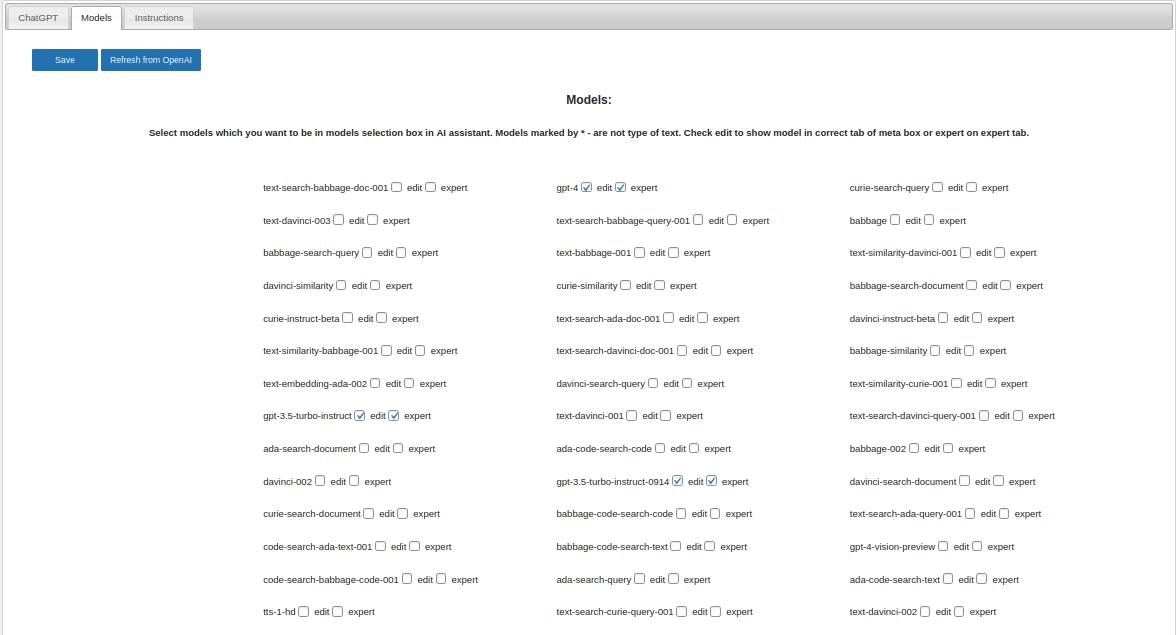 ChatGPT Models Instructions
Save Refresh from OpenAI
Models:
Select models which you want to be in models selection box in AI assistant. Models marked by * - are not type of text. Check edit to show model in correct tab of meta box or expert on expert tab.
text-search-babbage-doc-001 edit expert gpt-4 edit expert curie-search-query edit expert
text-davinci-003 edit expert text-search-babbage-query-001 edit expert babbage edit expert
babbage-search-query edit expert text-babbage-001 edit expert text-similarity-davinci-001 edit expert
davinci-similarity edit expert curie-similarity edit expert babbage-search-document edit expert
curie-instruct-beta edit expert text-search-ada-doc-001 edit expert davinci-instruct-beta edit expert
text-similarity-babbage-001 edit expert text-search-davinci-doc-001 edit expert babbage-similarity edit expert
text-embedding-ada-002 edit expert davinci-search-query edit expert text-similarity-curie-001 edit expert
gpt-3.5-turbo-instruct edit expert text-davinci-001 edit expert text-search-davinci-query-001 edit expert
ada-search-document edit expert ada-code-search-code edit expert babbage-002 edit expert
davinci-002 edit expert gpt-3.5-turbo-instruct-0914 edit expert davinci-search-document edit expert
curie-search-document edit expert babbage-code-search-code edit expert text-search-ada-query-001 edit expert
code-search-ada-text-001 edit expert babbage-code-search-text edit expert gpt-4-vision-preview edit expert
code-search-babbage-code-001 edit expert ada-search-query edit expert ada-code-search-text edit expert
tts-1-hd edit expert text-search-curie-query-001 edit expert text-davinci-002 edit expert